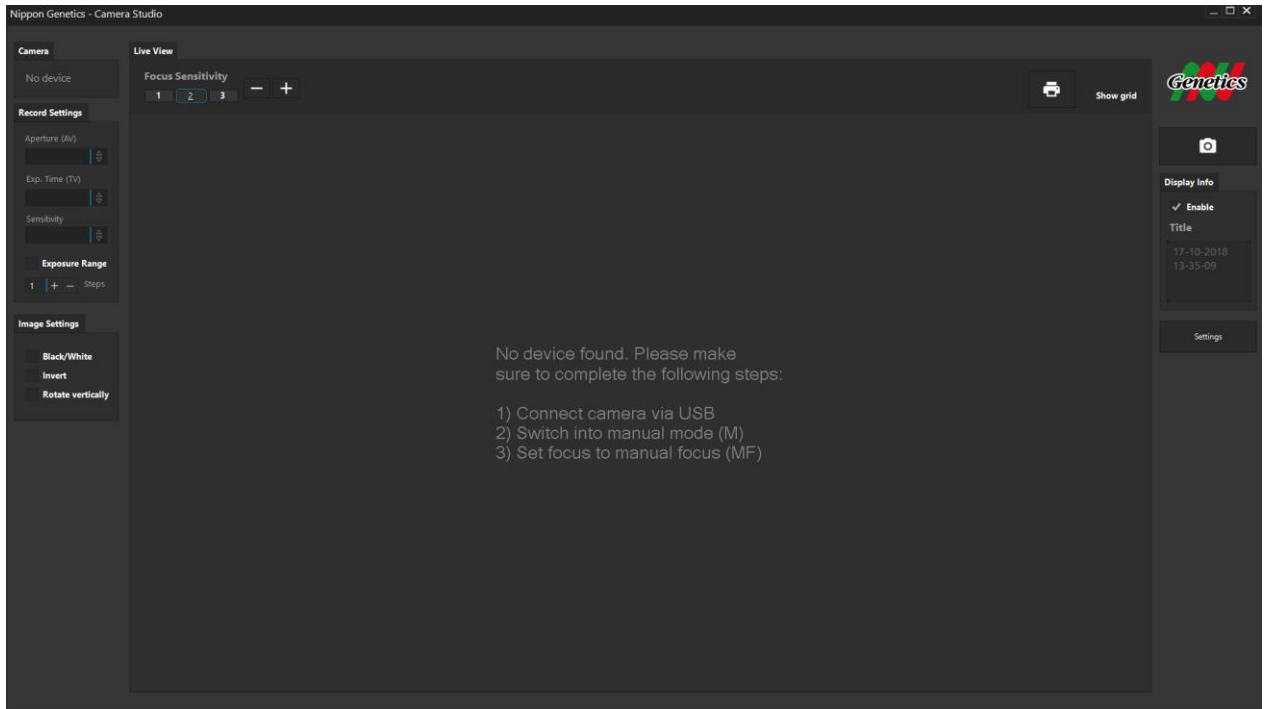 Nippon Genetics - Camera Studio
Camera
No device
Record Settings
Aperture (AV)
Exp. Time (TV)
Sensitivity
Exposure Range
1 + − Steps
Image Settings
Black/White
Invert
Rotate vertically
Live View
Focus Sensitivity
1 2 3 − +
Show grid
No device found. Please make
sure to complete the following steps:
1) Connect camera via USB
2) Switch into manual mode (M)
3) Set focus to manual focus (MF)
Genetics
Display Info
Enable
Title
17-10-2018
13-35-09
Settings